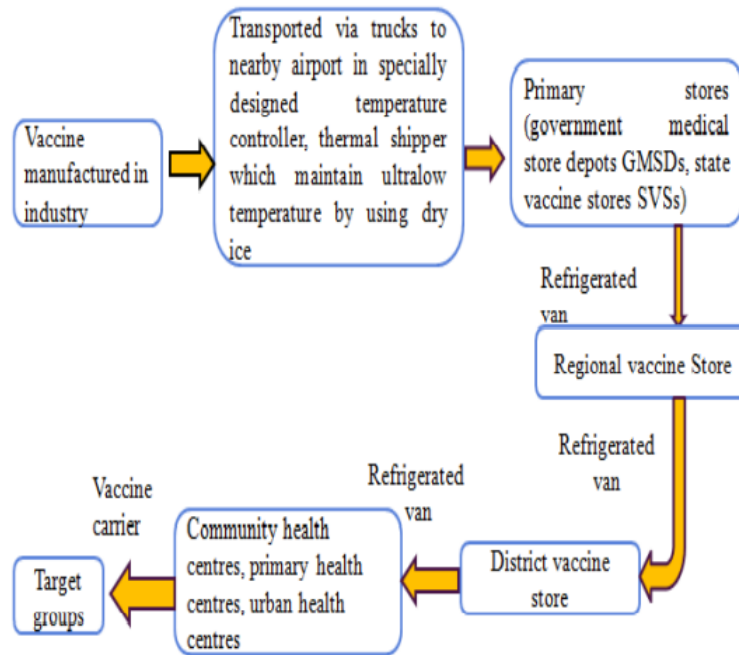 Vaccine
manufactured in
industry
Transported via trucks to
nearby airport in specially
designed temperature
controller, thermal shipper
which maintain ultralow
temperature by using dry
ice
Primary stores
(government medical
store depots GMSDs, state
vaccine stores SVSs)
Refrigerated
van
Regional vaccine Store
Refrigerated
van
District vaccine
store
Refrigerated
van
Community health
centres, primary health
centres, urban health
centres
Vaccine
carrier
Target
groups